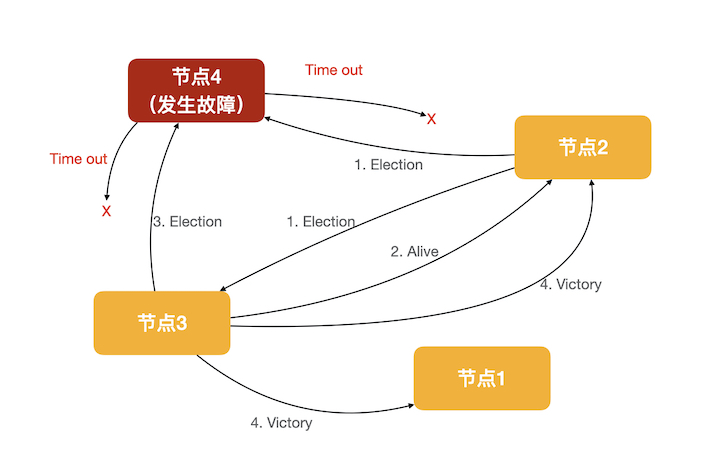 节点4
（发生故障）
Time out
X
节点2
1. Election
Time out
X
3. Election
1. Election
2. Alive
4. Victory
节点3
节点1
4. Victory